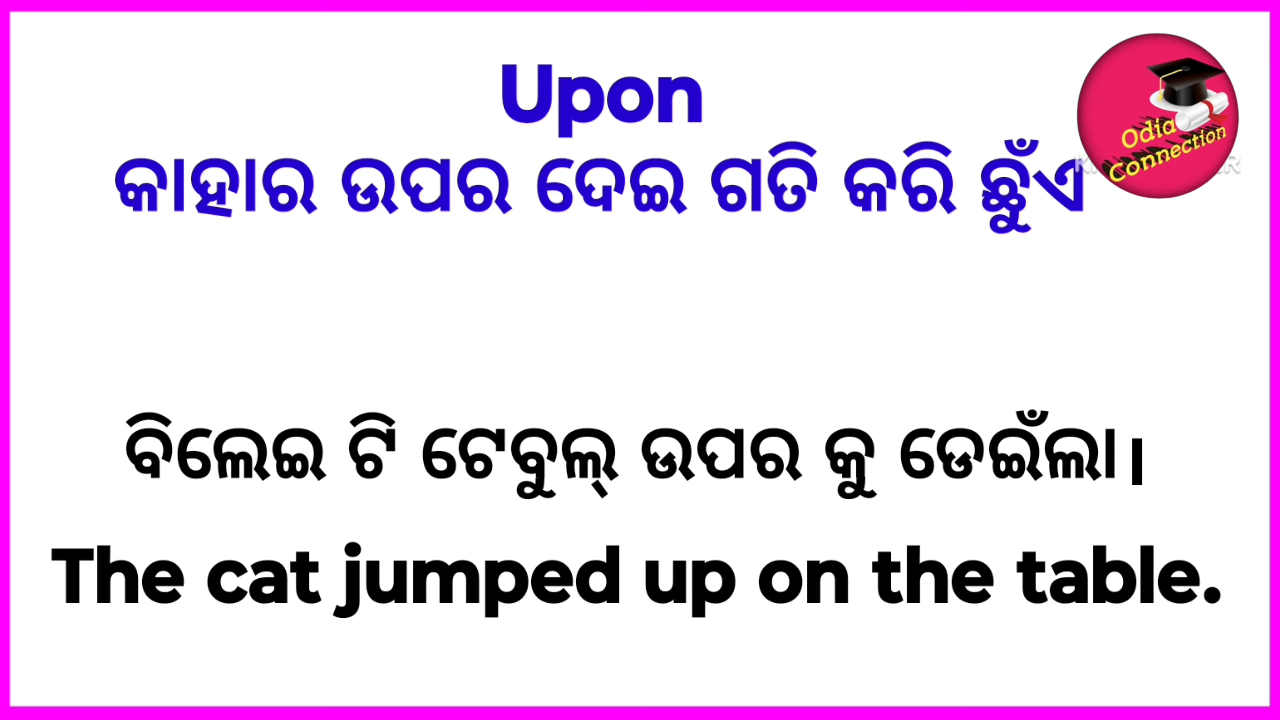 Upon
କାହାର ଉପର ଦେଇ ଗତି କରି ଛୁଁଏ
Odia
Connection
ବିଲେଇ ଟି ଟେବୁଲ୍ ଉପର କୁ ଡେଇଁଲା।
The cat jumped up on the table.